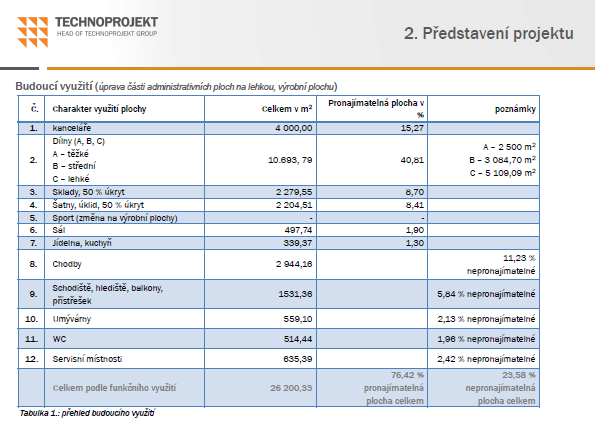 TECHNOPROJEKT
HEAD OF TECHNOPROJEKT GROUP
2. Představení projektu
Budoucí využití (úprava části administrativních ploch na lehkou, výrobní plochu)
Č. Charakter využití plochy Celkem v m² Pronajímatelná plocha v % poznámky
1. kanceláře 4 000,00 15,27
2. Dílny (A, B, C) 10.693, 79 40,81 A – 2 500 m²
A – těžké B – 3 084,70 m²
B – střední C – 5 109,09 m²
C – lehké
3. Sklady, 50 % úkryt 2 279,55 8,70
4. Šatny, úklid, 50 % úkryt 2 204,51 8,41
5. Sport (změna na výrobní plochy) - -
6. Sál 497,74 1,90
7. Jídelna, kuchyň 339,37 1,30
8. Chodby 2 944,16 11,23 %
nepronajímatelné
9. Schodiště, hlediště, balkony, 1531,36 5,84 % nepronajímatelné
přístřešek
10. Umývárny 559,10 2,13 % nepronajímatelné
11. WC 514,44 1,96 % nepronajímatelné
12. Servisní místnosti 635,39 2,42 % nepronajímatelné
Celkem podle funkčního využití 26 200,33 76,42 % 23,58 %
pronajímatelná nepronajímatelná
plocha celkem plocha celkem
Tabulka 1.: přehled budoucího využití